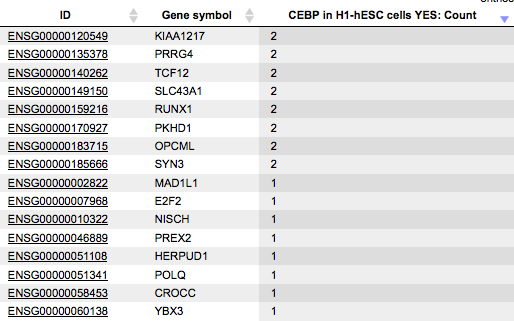 ID Gene symbol CEBP in H1-hESC cells YES: Count
ENSG00000120549 KIAA1217 2
ENSG00000135378 PRRG4 2
ENSG00000140262 TCF12 2
ENSG00000149150 SLC43A1 2
ENSG00000159216 RUNX1 2
ENSG00000170927 PKHD1 2
ENSG00000183715 OPCML 2
ENSG00000185666 SYN3 2
ENSG00000002822 MAD1L1 1
ENSG00000007968 E2F2 1
ENSG00000010322 NISCH 1
ENSG00000046889 PREX2 1
ENSG00000051108 HERPUD1 1
ENSG00000051341 POLQ 1
ENSG00000058453 CROCC 1
ENSG00000060138 YBX3 1